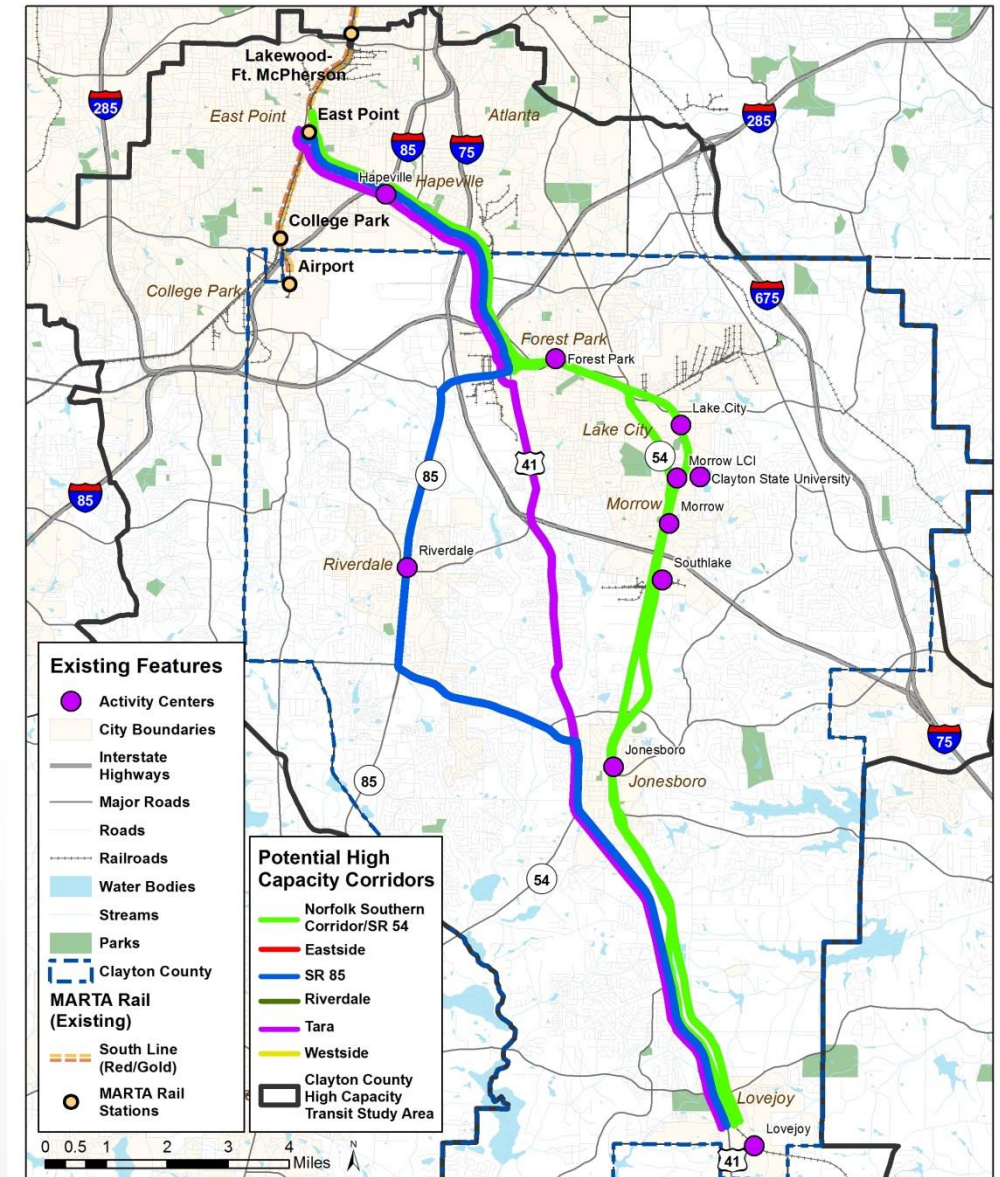 Lakewood-
Ft. McPherson
285
East Point
East Point
Atlanta
285
85
75
Hapeville
Hapeville
College Park
Airport
College Park
675
Forest Park
Forest Park
Lake City
Lake City
54
Morrow LCI
Clayton State University
41
85
85
Morrow
Morrow
Riverdale
Riverdale
Southlake
75
Jonesboro
Jonesboro
85
54
Lovejoy
Lovejoy
41
Existing Features
Activity Centers
City Boundaries
Interstate
Highways
Major Roads
Roads
Railroads
Water Bodies
Streams
Parks
Clayton County
MARTA Rail
(Existing)
South Line
(Red/Gold)
MARTA Rail
Stations
Potential High
Capacity Corridors
Norfolk Southern
Corridor/SR 54
Eastside
SR 85
Riverdale
Tara
Westside
Clayton County
High Capacity
Transit Study Area
0 0.5 1 2 3 4
Miles
N